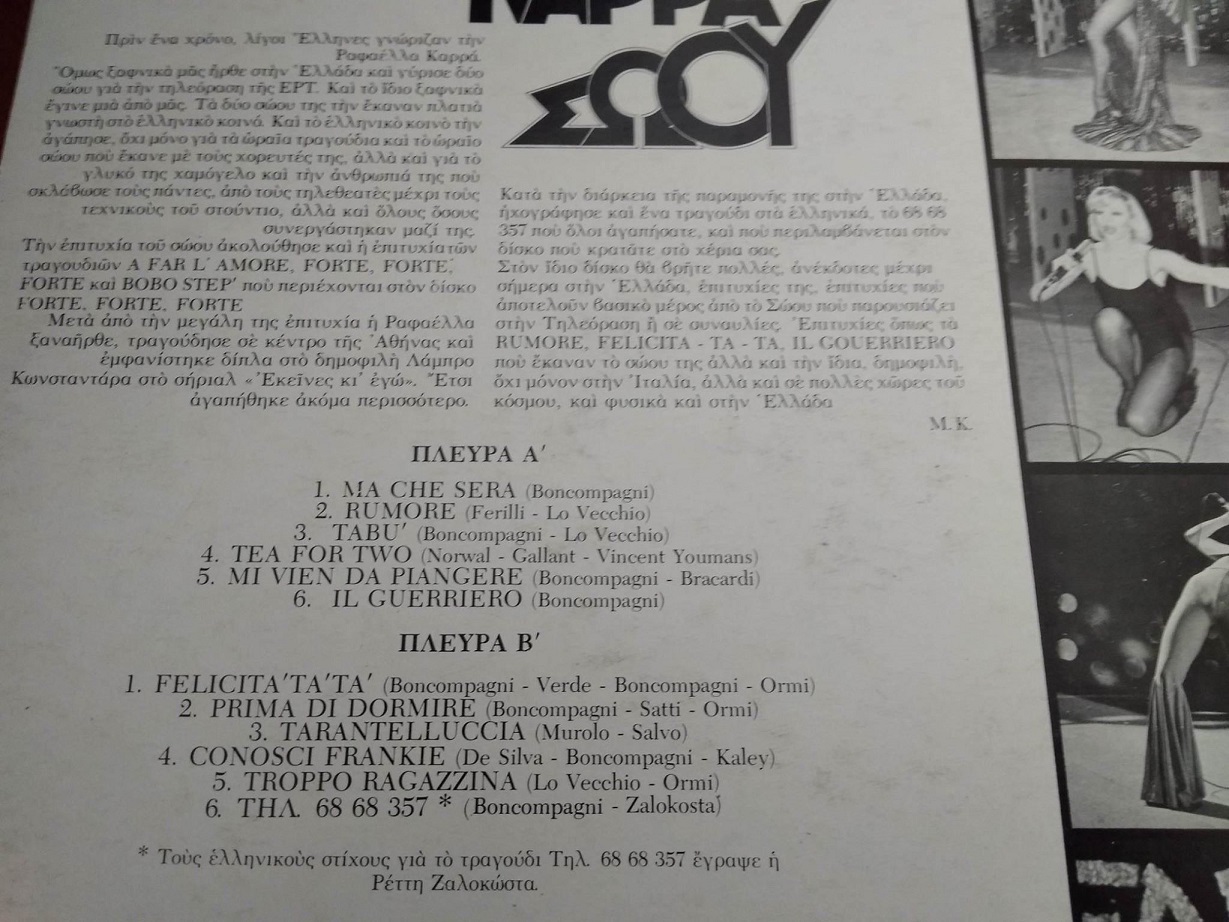 ΚΑΡΡΑ
ΣΩΟΥ
Πρὶν ἕνα χρόνο, λίγοι Ἕλληνες γνώριζαν τὴν
Ραφαέλλα Καρρά.
Ὅμως ξαφνικὰ μᾶς ἦρθε στὴν Ἑλλάδα καὶ γύρισε δύο
σώου γιὰ τὴν τηλεόραση τῆς ΕΡΤ. Καὶ τὸ ἴδιο ξαφνικὰ
ἔγινε μιὰ ἀπὸ μᾶς. Τὰ δύο σώου της τὴν ἔκαναν πλατιὰ
γνωστὴ στὸ ἑλληνικὸ κοινό. Καὶ τὸ ἑλληνικὸ κοινὸ τὴν
ἀγάπησε, ὄχι μόνο γιὰ τὰ ὡραῖα τραγούδια καὶ τὸ ὡραῖο
σώου ποὺ ἔκανε μὲ τοὺς χορευτές της, ἀλλὰ καὶ γιὰ τὸ
γλυκό της χαμόγελο καὶ τὴν ἀνθρωπιά της ποὺ
σκλάβωσε τοὺς πάντες, ἀπὸ τοὺς τηλεθεατὲς μέχρι τοὺς
τεχνικοὺς τοῦ στούντιο, ἀλλὰ καὶ ὅλους ὅσους
συνεργάστηκαν μαζί της.
Τὴν ἐπιτυχία τοῦ σώου ἀκολούθησε καὶ ἡ ἐπιτυχία τῶν
τραγουδιῶν A FAR L' AMORE, FORTE, FORTE,
FORTE καὶ BOBO STEP' ποὺ περιέχονται στὸν δίσκο
FORTE, FORTE, FORTE
Μετὰ ἀπὸ τὴν μεγάλη της ἐπιτυχία ἡ Ραφαέλλα
ξαναῆρθε, τραγούδησε σὲ κέντρο τῆς Ἀθήνας καὶ
ἐμφανίστηκε δίπλα στὸ δημοφιλῆ Λάμπρο
Κωνσταντάρα στὸ σήριαλ «Ἐκεῖνες κι' ἐγώ». Ἔτσι
ἀγαπήθηκε ἀκόμα περισσότερο.
Κατὰ τὴν διάρκεια τῆς παραμονῆς της στὴν Ἑλλάδα,
ἠχογράφησε καὶ ἕνα τραγούδι στὰ ἑλληνικά, τὸ 68 68
357 ποὺ ὅλοι ἀγαπήσατε, καὶ ποὺ περιλαμβάνεται στὸν
δίσκο ποὺ κρατᾶτε στὸ χέρια σας.
Στὸν ἴδιο δίσκο θὰ βρῆτε πολλές, ἀνέκδοτες μέχρι
σήμερα στὴν Ἑλλάδα, ἐπιτυχίες της, ἐπιτυχίες ποὺ
ἀποτελοῦν βασικὸ μέρος ἀπὸ τὸ Σώου ποὺ παρουσιάζει
στὴν Τηλεόραση ἢ σὲ συναυλίες. Ἐπιτυχίες ὅπως τὰ
RUMORE, FELICITA - TA - TA, IL GOUERRIERO
ποὺ ἔκαναν τὸ σώου της ἀλλὰ καὶ τὴν ἴδια, δημοφιλῆ,
ὄχι μόνον στὴν Ἰταλία, ἀλλὰ καὶ σὲ πολλὲς χῶρες τοῦ
κόσμου, καὶ φυσικὰ καὶ στὴν Ἑλλάδα
Μ. Κ.
ΠΛΕΥΡΑ Α'
1. MA CHE SERA (Boncompagni)
2. RUMORE (Ferilli - Lo Vecchio)
3. TABU' (Boncompagni - Lo Vecchio)
4. TEA FOR TWO (Norwal - Gallant - Vincent Youmans)
5. MI VIEN DA PIANGERE (Boncompagni - Bracardi)
6. IL GUERRIERO (Boncompagni)
ΠΛΕΥΡΑ Β'
1. FELICITA'TA'TA' (Boncompagni - Verde - Boncompagni - Ormi)
2. PRIMA DI DORMIRE (Boncompagni - Satti - Ormi)
3. TARANTELLUCCIA (Murolo - Salvo)
4. CONOSCI FRANKIE (De Silva - Boncompagni - Kaley)
5. TROPPO RAGAZZINA (Lo Vecchio - Ormi)
6. ΤΗΛ. 68 68 357 * (Boncompagni - Zalokosta)
* Τοὺς ἑλληνικοὺς στίχους γιὰ τὸ τραγούδι Τηλ. 68 68 357 ἔγραψε ἡ
Ρέττη Ζαλοκώστα.